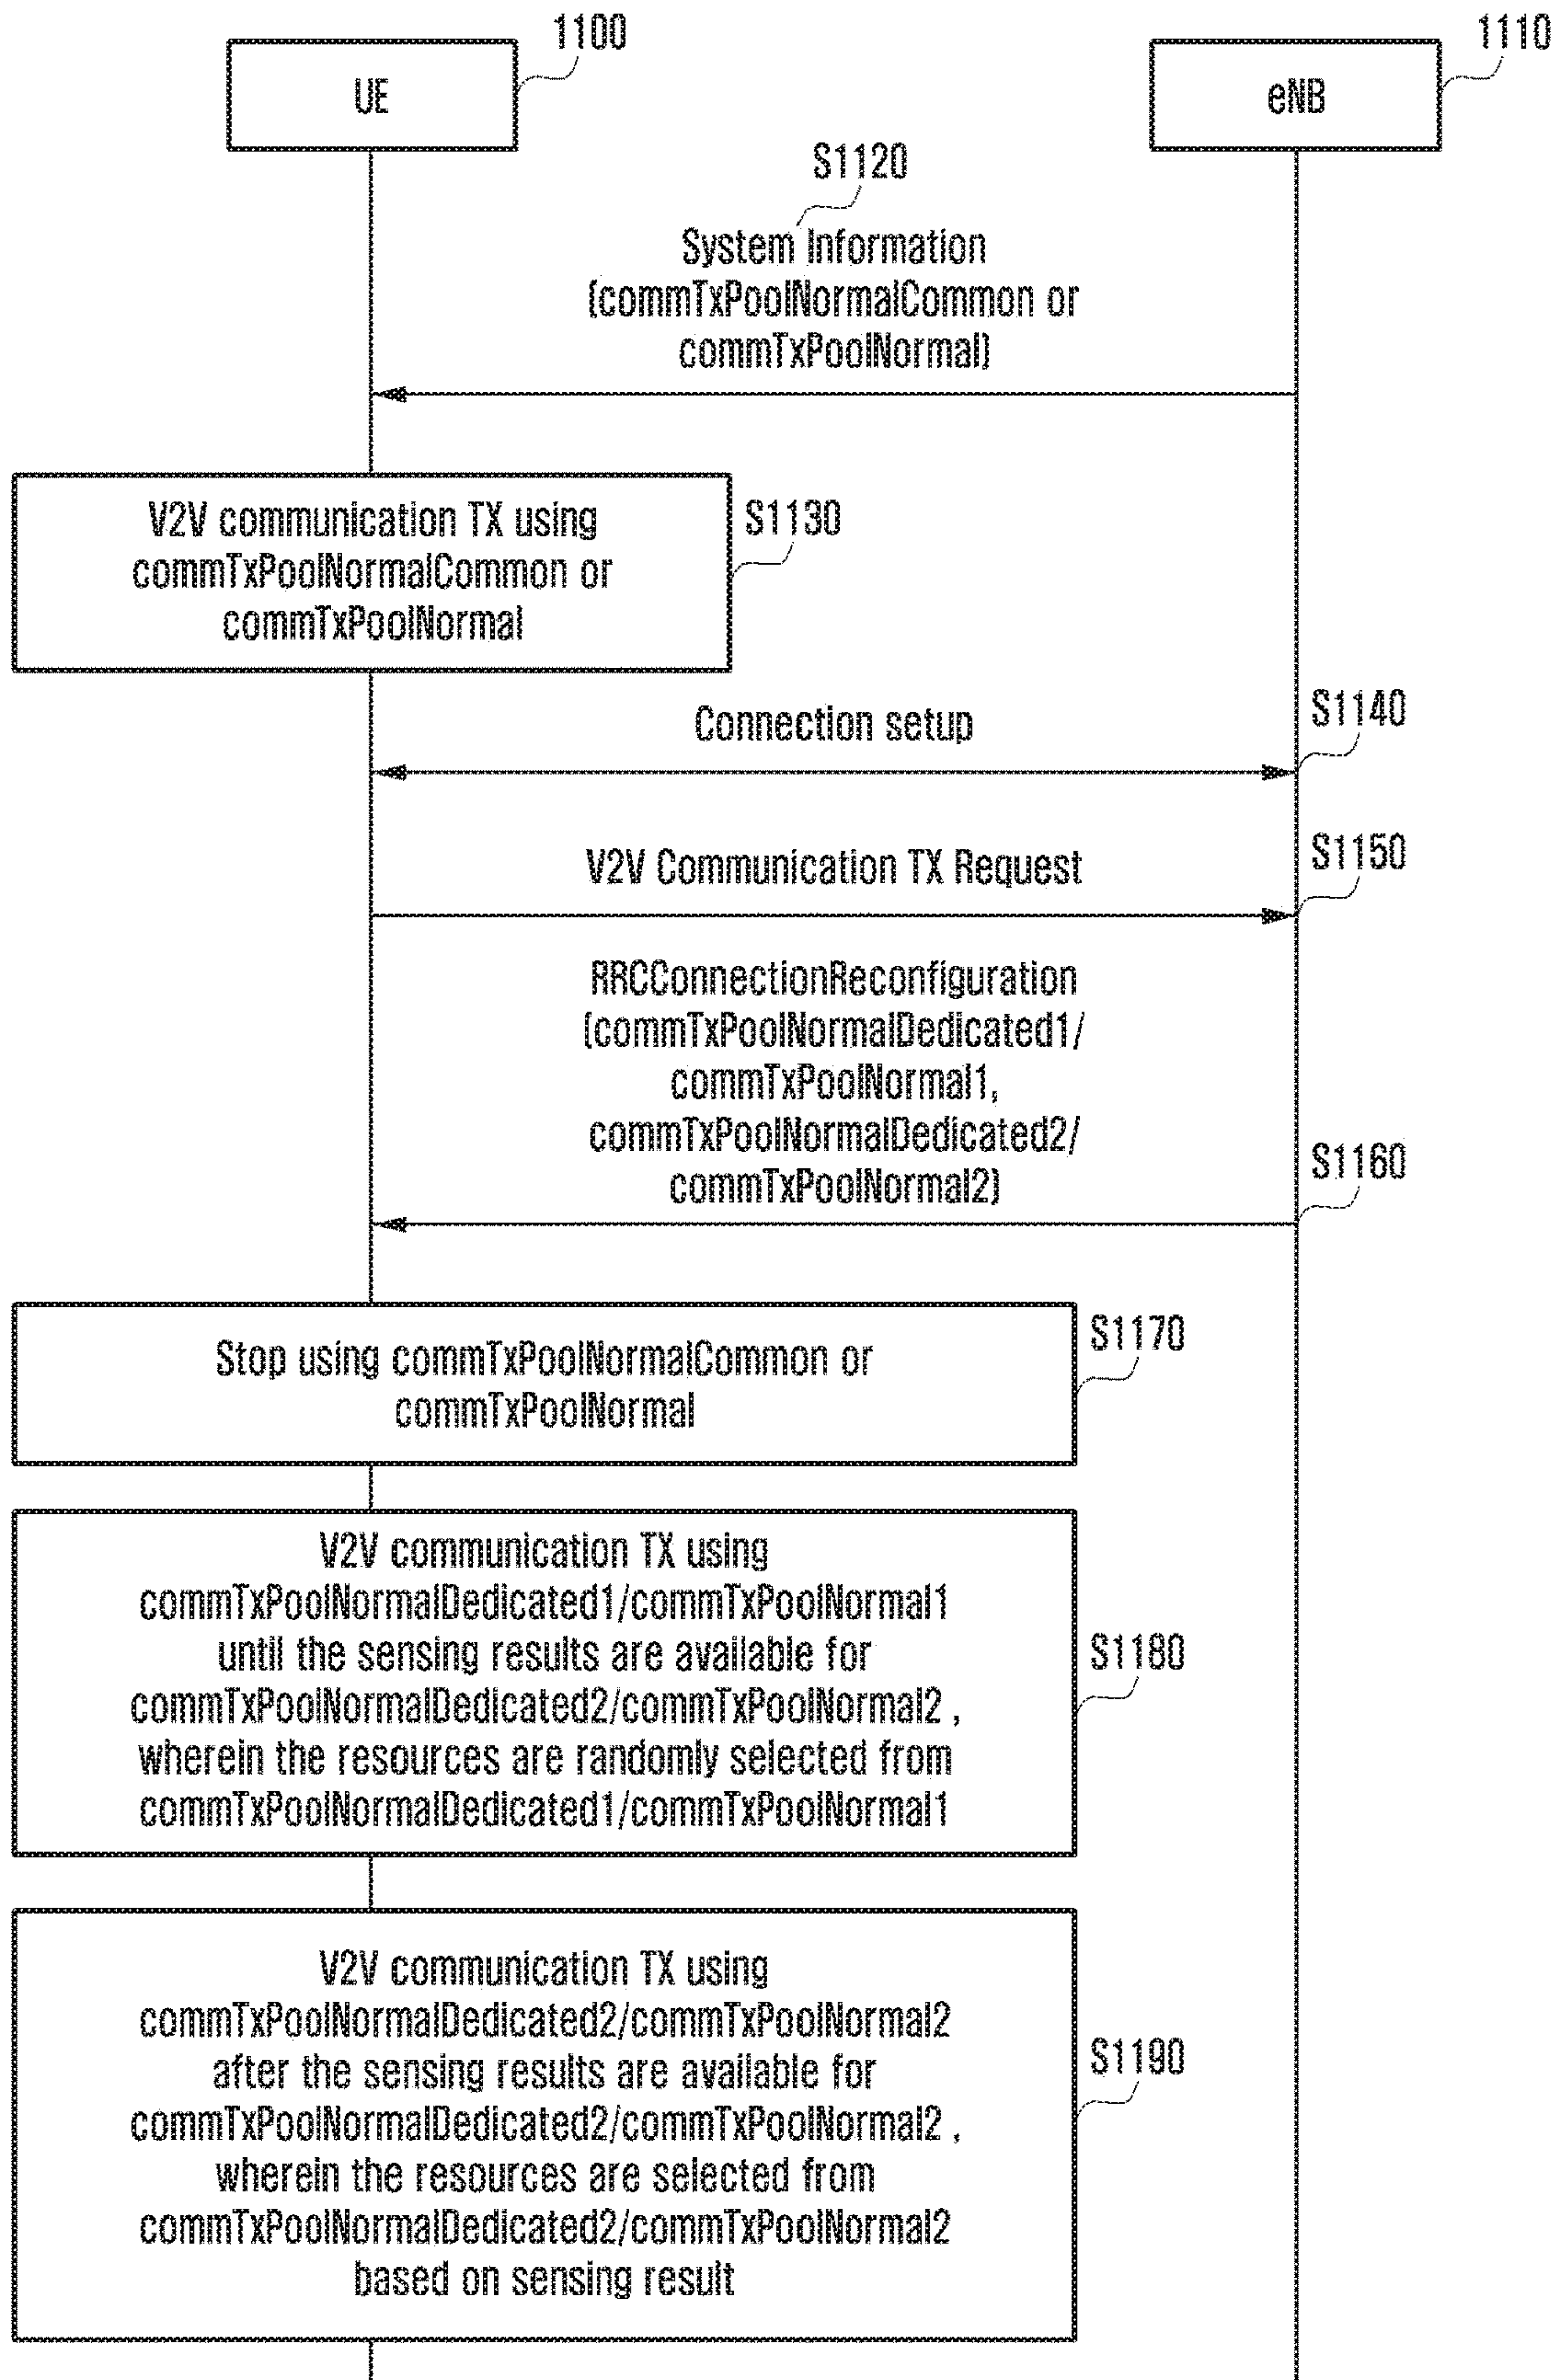 1100
1110
UE
eNB
S1120
System Information
(commTxPoolNormalCommon or
commTxPoolNormal)
V2V communication TX using
commTxPoolNormalCommon or
commTxPoolNormal
S1130
Connection setup
S1140
V2V Communication TX Request
S1150
RRCConnectionReconfiguration
(commTxPoolNormalDedicated1/
commTxPoolNormal1,
commTxPoolNormalDedicated2/
commTxPoolNormal2)
S1160
Stop using commTxPoolNormalCommon or
commTxPoolNormal
S1170
V2V communication TX using
commTxPoolNormalDedicated1/commTxPoolNormal1
until the sensing results are available for
commTxPoolNormalDedicated2/commTxPoolNormal2 ,
wherein the resources are randomly selected from
commTxPoolNormalDedicated1/commTxPoolNormal1
S1180
V2V communication TX using
commTxPoolNormalDedicated2/commTxPoolNormal2
after the sensing results are available for
commTxPoolNormalDedicated2/commTxPoolNormal2 ,
wherein the resources are selected from
commTxPoolNormalDedicated2/commTxPoolNormal2
based on sensing result
S1190